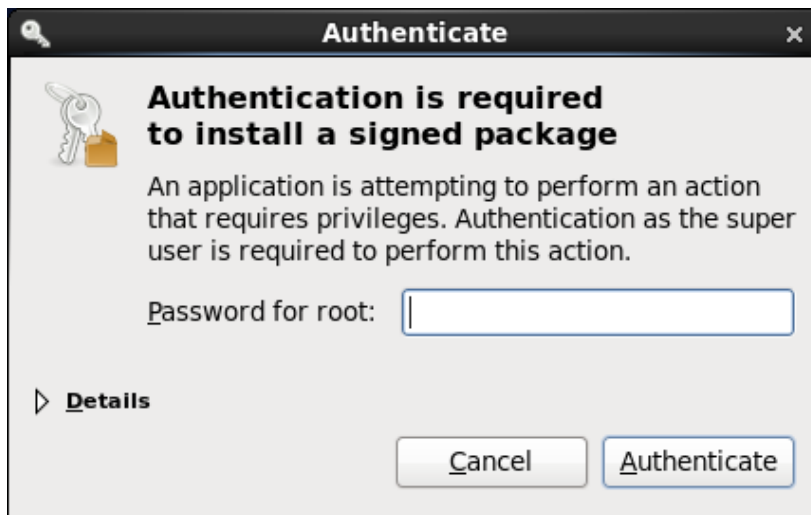 Authenticate
Authentication is required
to install a signed package
An application is attempting to perform an action
that requires privileges. Authentication as the super
user is required to perform this action.
Password for root:
Details
Cancel Authenticate